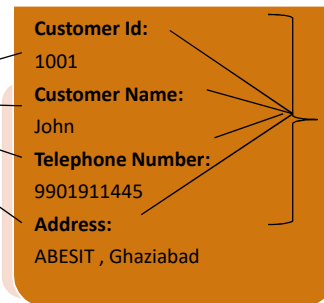 Customer Id:
1001
Customer Name:
John
Telephone Number:
9901911445
Address:
ABESIT , Ghaziabad